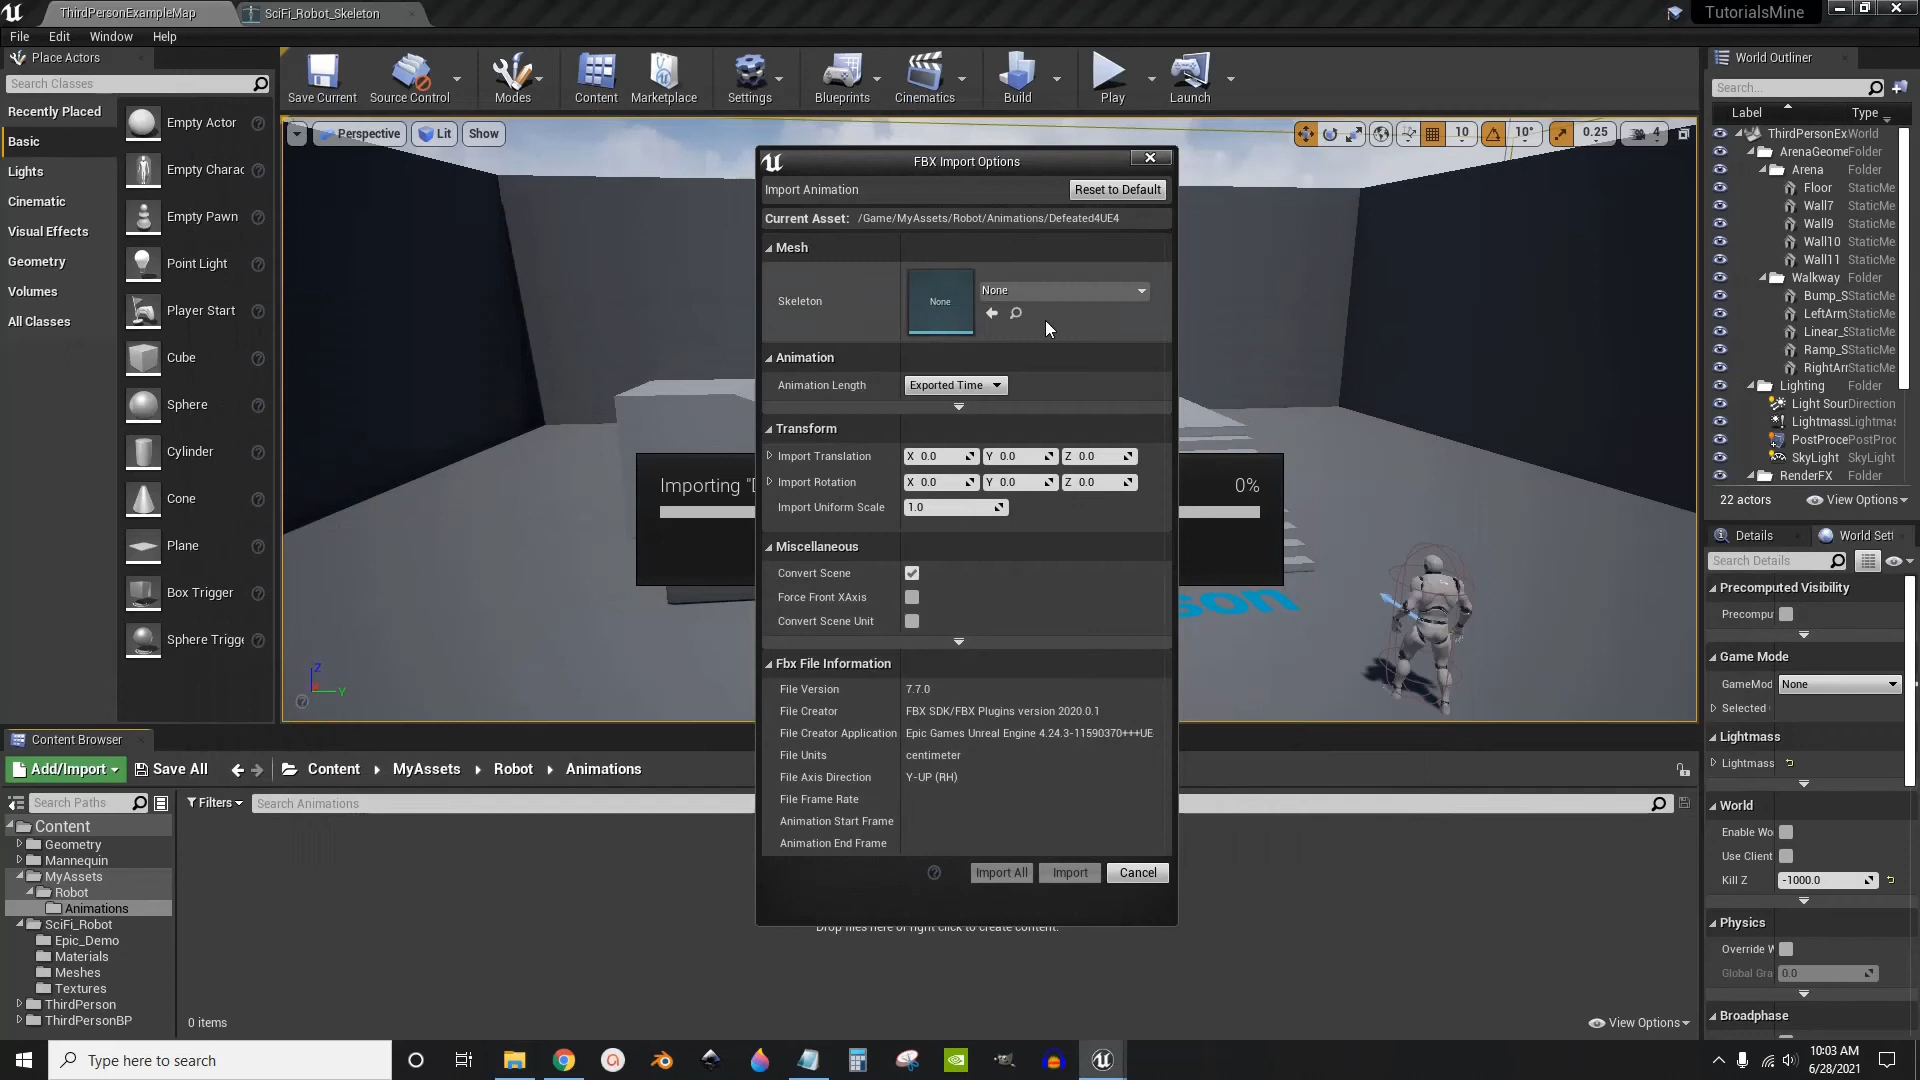 ThirdPersonExampleMap
SciFi_Robot_Skeleton
TutorialsMine
File Edit Window Help
Place Actors
Search Classes
Recently Placed
Basic
Lights
Cinematic
Visual Effects
Geometry
Volumes
All Classes
Empty Actor
Empty Charac
Empty Pawn
Point Light
Player Start
Cube
Sphere
Cylinder
Cone
Plane
Box Trigger
Sphere Trigge
Save Current
Source Control
Modes
Content
Marketplace
Settings
Blueprints
Cinematics
Build
Play
Launch
Perspective
Lit
Show
10
10°
0.25
4
FBX Import Options
Import Animation
Reset to Default
Current Asset: /Game/MyAssets/Robot/Animations/Defeated4UE4
Mesh
Skeleton
None
None
Animation
Animation Length Exported Time
Transform
Import Translation X 0.0 Y 0.0 Z 0.0
Import Rotation X 0.0 Y 0.0 Z 0.0
Import Uniform Scale 1.0
Miscellaneous
Convert Scene
Force Front XAxis
Convert Scene Unit
Fbx File Information
File Version 7.7.0
File Creator FBX SDK/FBX Plugins version 2020.0.1
File Creator Application Epic Games Unreal Engine 4.24.3-11590370+++UE
File Units centimeter
File Axis Direction Y-UP (RH)
File Frame Rate
Animation Start Frame
Animation End Frame
Import All
Import
Cancel
Importing "D
0%
son
Z
Y
World Outliner
Search...
Label Type
ThirdPersonEx World
ArenaGeome Folder
Arena Folder
Floor StaticMe
Wall7 StaticMe
Wall9 StaticMe
Wall10 StaticMe
Wall11 StaticMe
Walkway Folder
Bump_S StaticMe
LeftArm StaticMe
Linear_S StaticMe
Ramp_S StaticMe
RightArr StaticMe
Lighting Folder
Light Sour Direction
Lightmass Lightmas
PostProce PostProc
SkyLight SkyLight
RenderFX Folder
22 actors
View Options
Details
World Seti
Search Details
Precomputed Visibility
Precompu
Game Mode
GameMod None
Selected
Lightmass
Lightmass
World
Enable Wo
Use Client
Kill Z -1000.0
Physics
Override W
Global Gra 0.0
Broadphase
Content Browser
Add/Import
Save All
Content MyAssets Robot Animations
Search Paths
Filters
Search Animations
Content
Geometry
Mannequin
MyAssets
Robot
Animations
SciFi_Robot
Epic_Demo
Materials
Meshes
Textures
ThirdPerson
ThirdPersonBP
Drop files here or right click to create content.
0 items
View Options
Type here to search
10:03 AM
6/28/2021